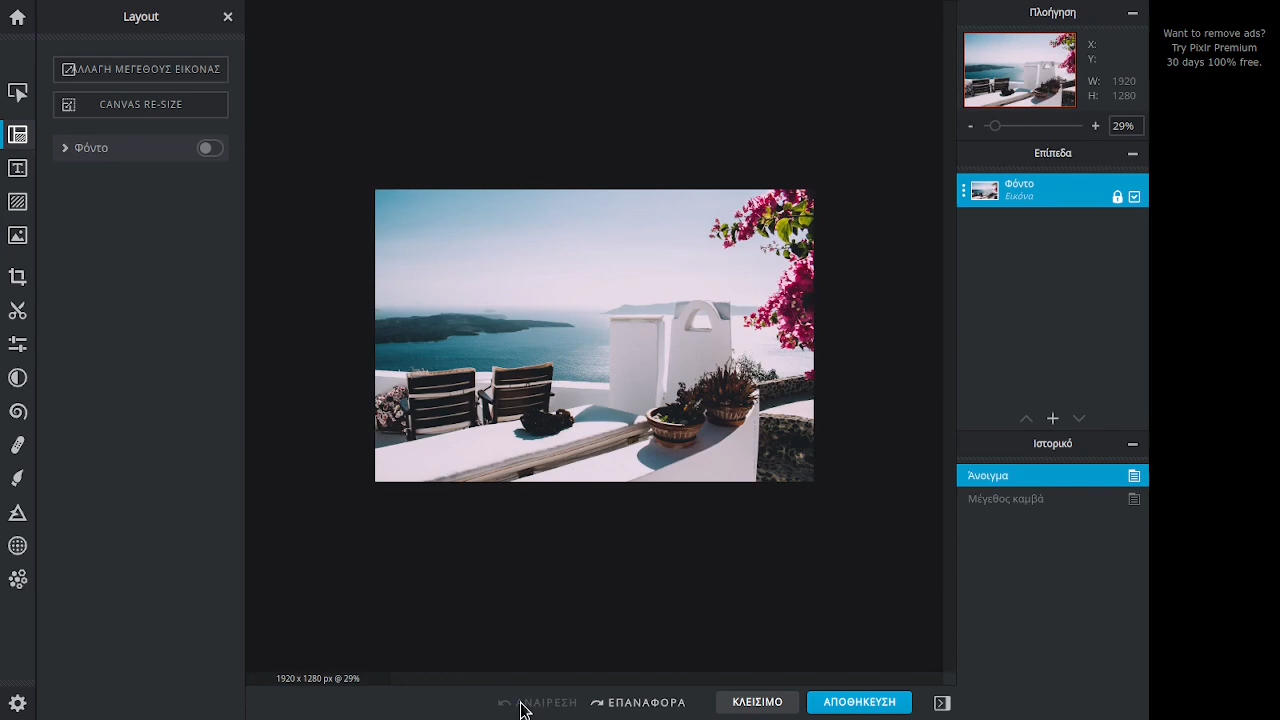 Layout
ΑΛΛΑΓΗ ΜΕΓΕΘΟΥΣ ΕΙΚΟΝΑΣ
CANVAS RE-SIZE
Φόντο
1920 x 1280 px @ 29%
ΑΝΑΙΡΕΣΗ
ΕΠΑΝΑΦΟΡΑ
ΚΛΕΙΣΙΜΟ
ΑΠΟΘΗΚΕΥΣΗ
Πλοήγηση
X:
Y:
W: 1920
H: 1280
- + 29%
Επίπεδα
Φόντο
Εικόνα
Ιστορικό
Άνοιγμα
Μέγεθος καμβά
Want to remove ads?
Try Pixlr Premium
30 days 100% free.